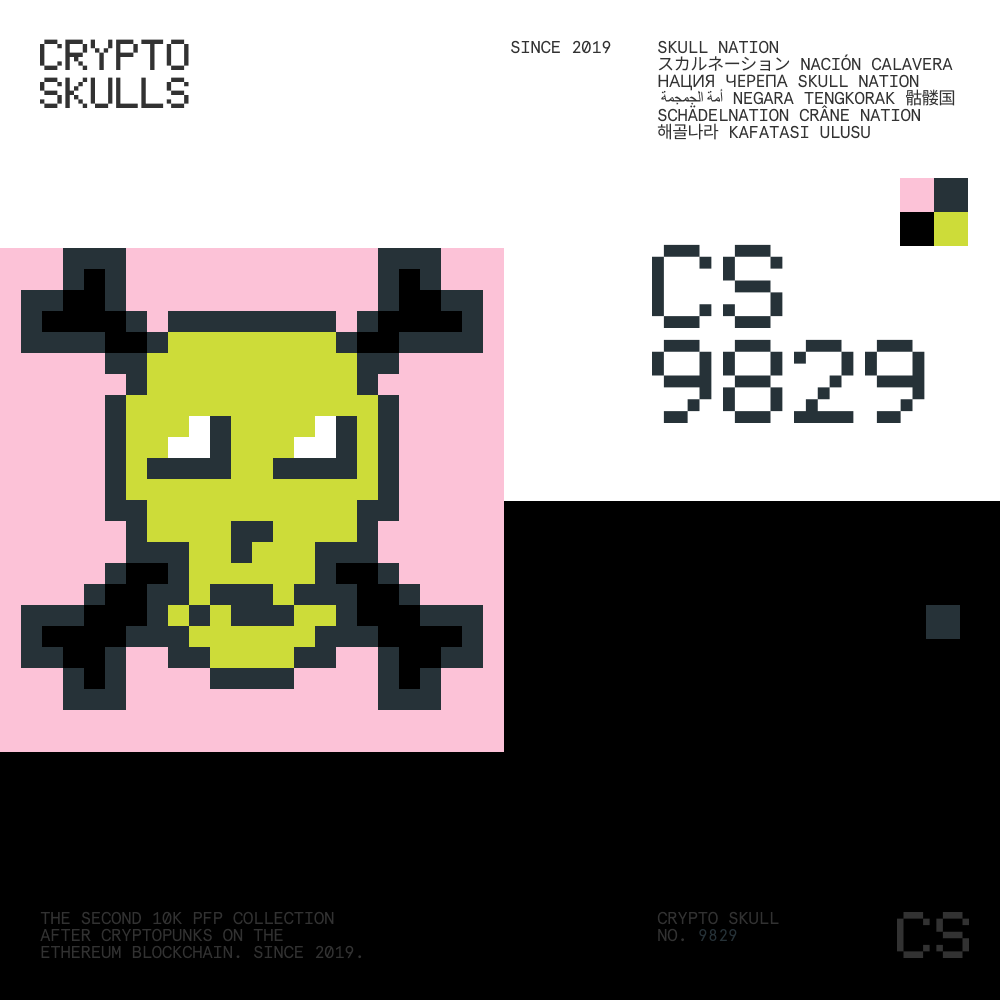 CRYPTO
SKULLS
SINCE 2019
SKULL NATION
スカルネーション NACIÓN CALAVERA
НАЦИЯ ЧЕРЕПА SKULL NATION
أمة الجمجمة NEGARA TENGKORAK 骷髅国
SCHÄDELNATION CRÂNE NATION
해골나라 KAFATASI ULUSU
CS
9829
THE SECOND 10K PFP COLLECTION
AFTER CRYPTOPUNKS ON THE
ETHEREUM BLOCKCHAIN. SINCE 2019.
CRYPTO SKULL
NO. 9829
CS